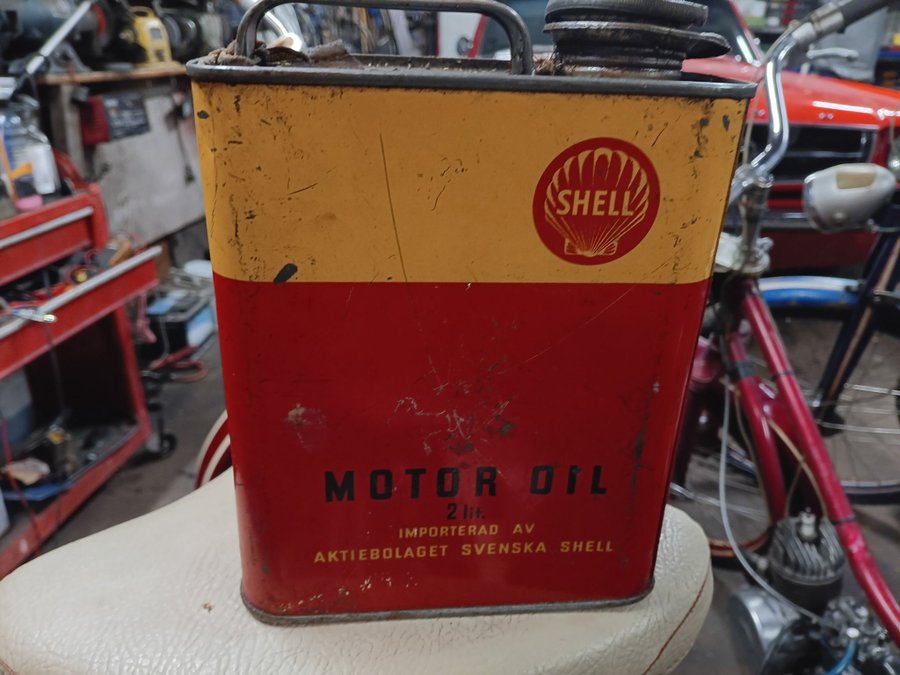 SHELL
MOTOR OIL
2 lit.
IMPORTERAD AV
AKTIEBOLAGET SVENSKA SHELL